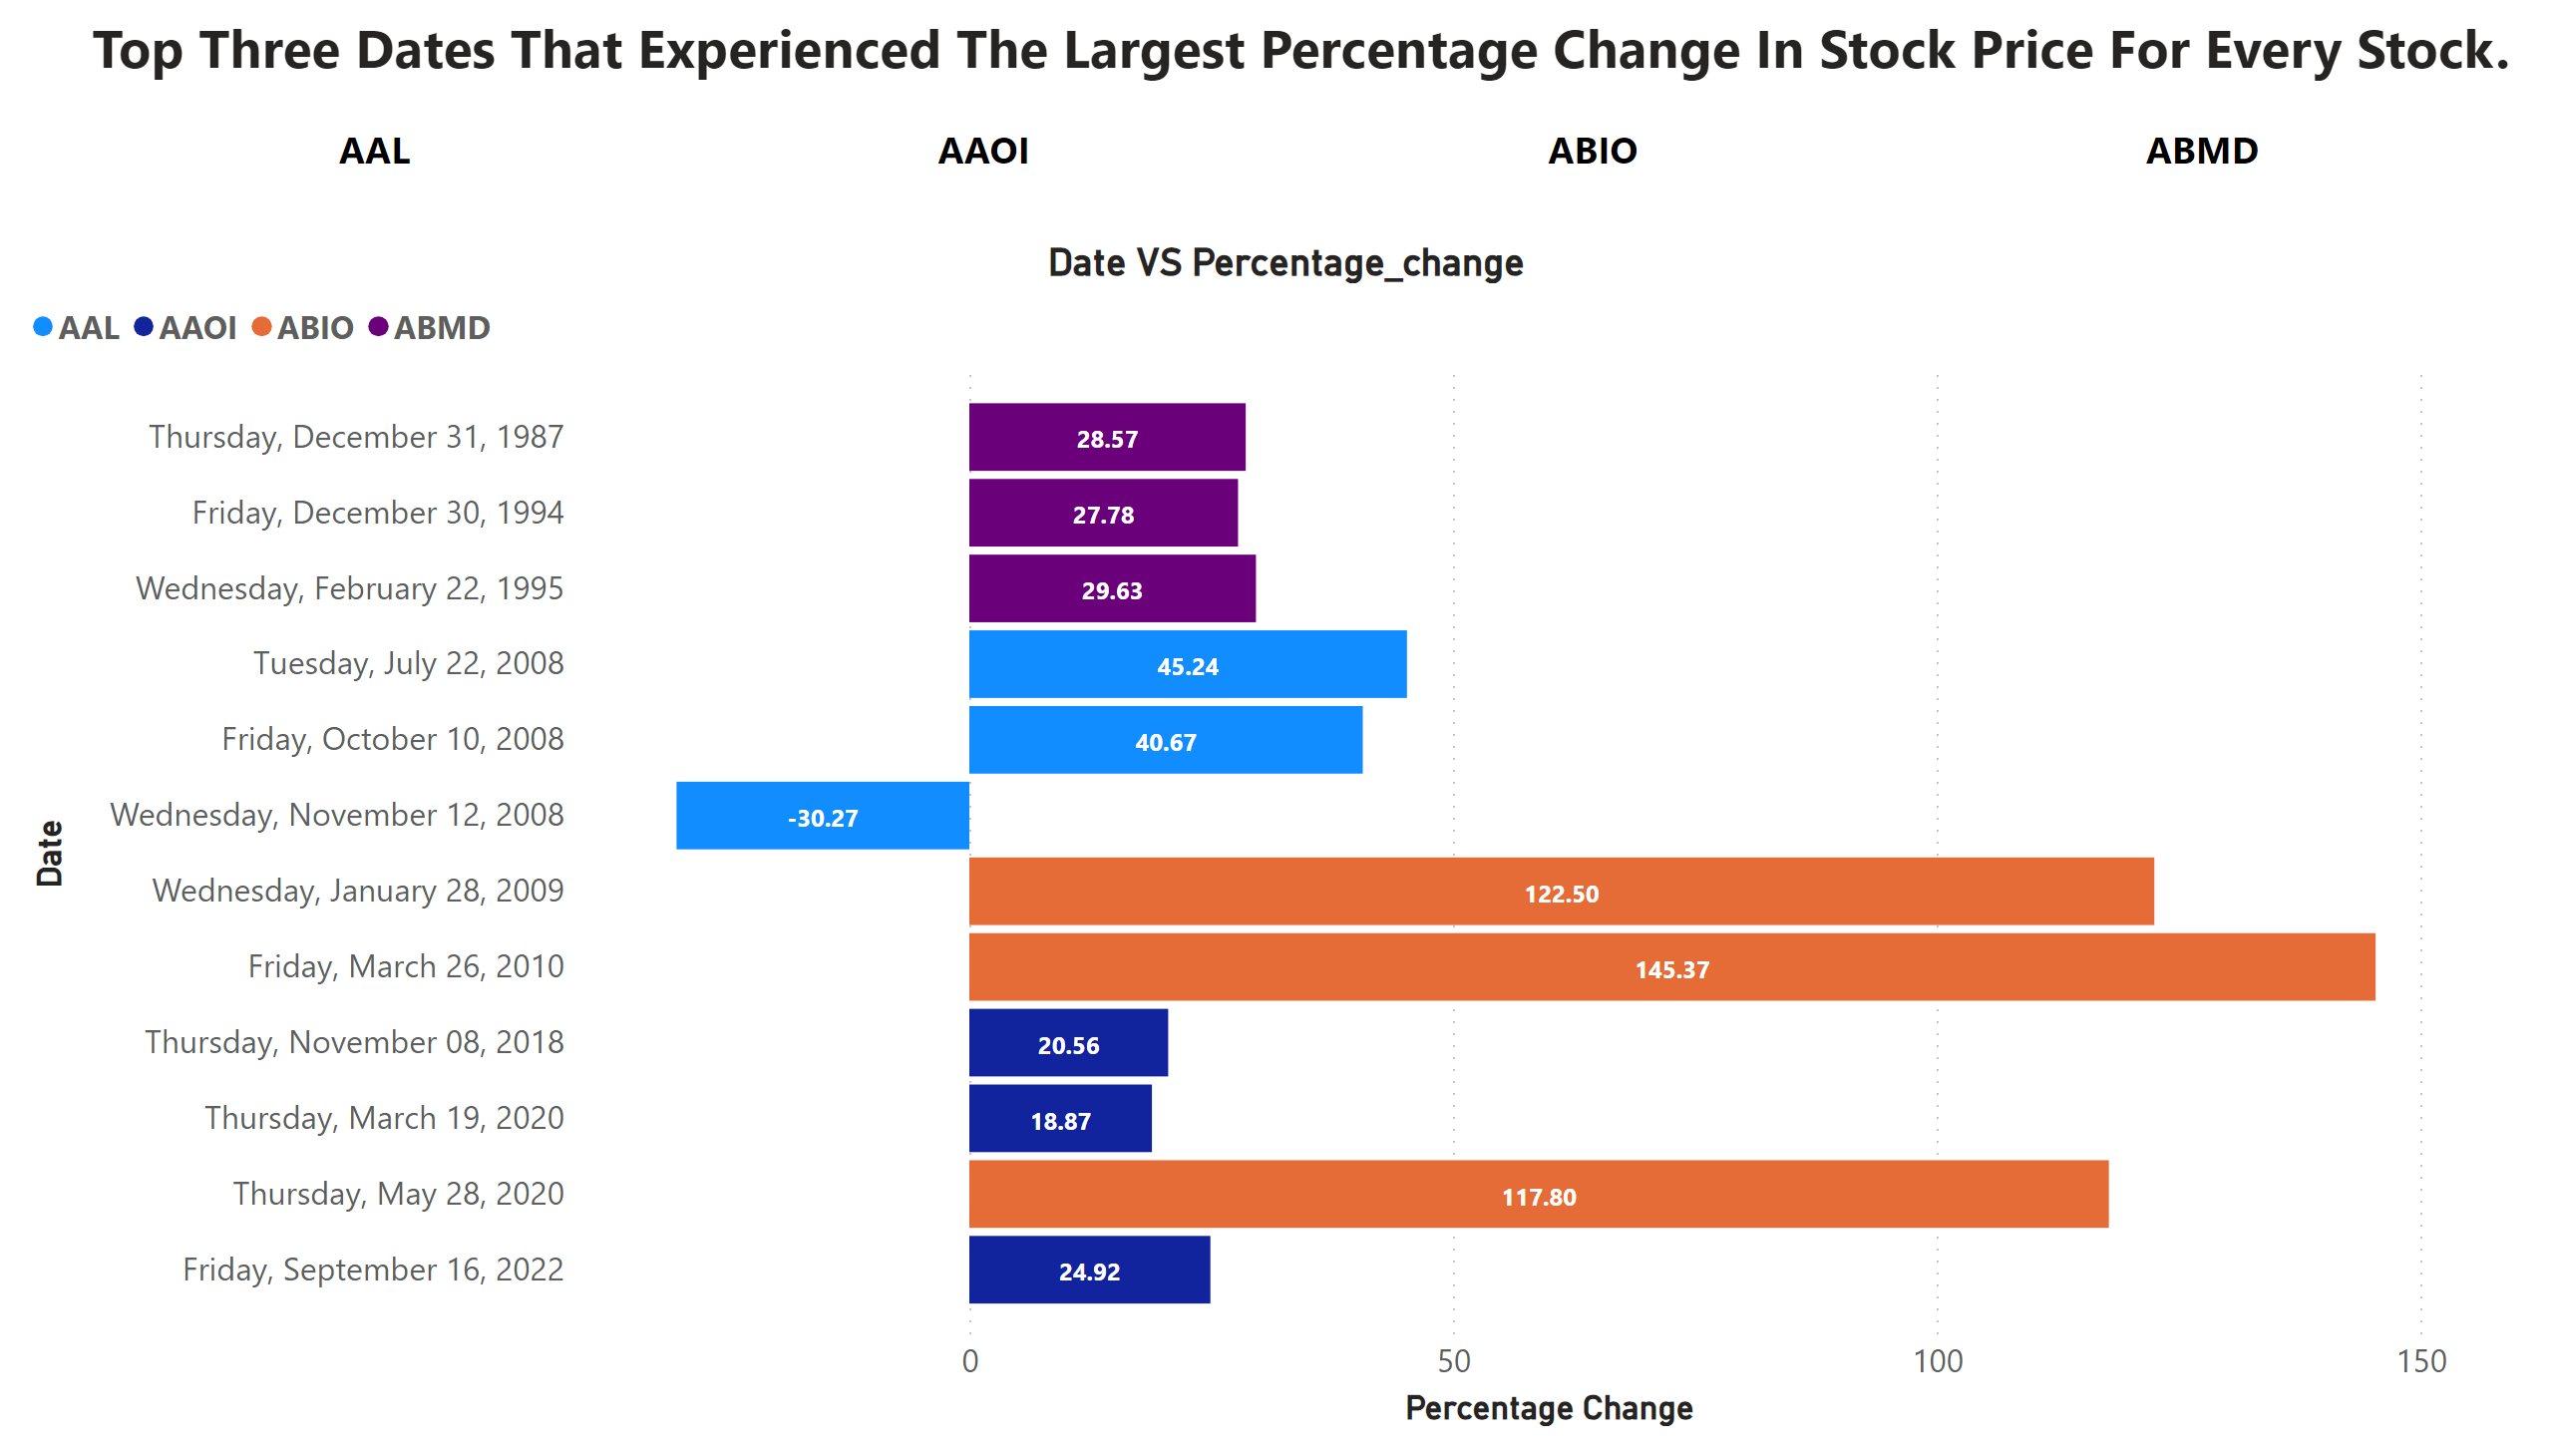 Top Three Dates That Experienced The Largest Percentage Change In Stock Price For Every Stock.
AAL AAOI ABIO ABMD
Date VS Percentage_change
AAL AAOI ABIO ABMD
Thursday, December 31, 1987 28.57
Friday, December 30, 1994 27.78
Wednesday, February 22, 1995 29.63
Tuesday, July 22, 2008 45.24
Friday, October 10, 2008 40.67
Wednesday, November 12, 2008 -30.27
Wednesday, January 28, 2009 122.50
Friday, March 26, 2010 145.37
Thursday, November 08, 2018 20.56
Thursday, March 19, 2020 18.87
Thursday, May 28, 2020 117.80
Friday, September 16, 2022 24.92
Date
0 50 100 150
Percentage Change